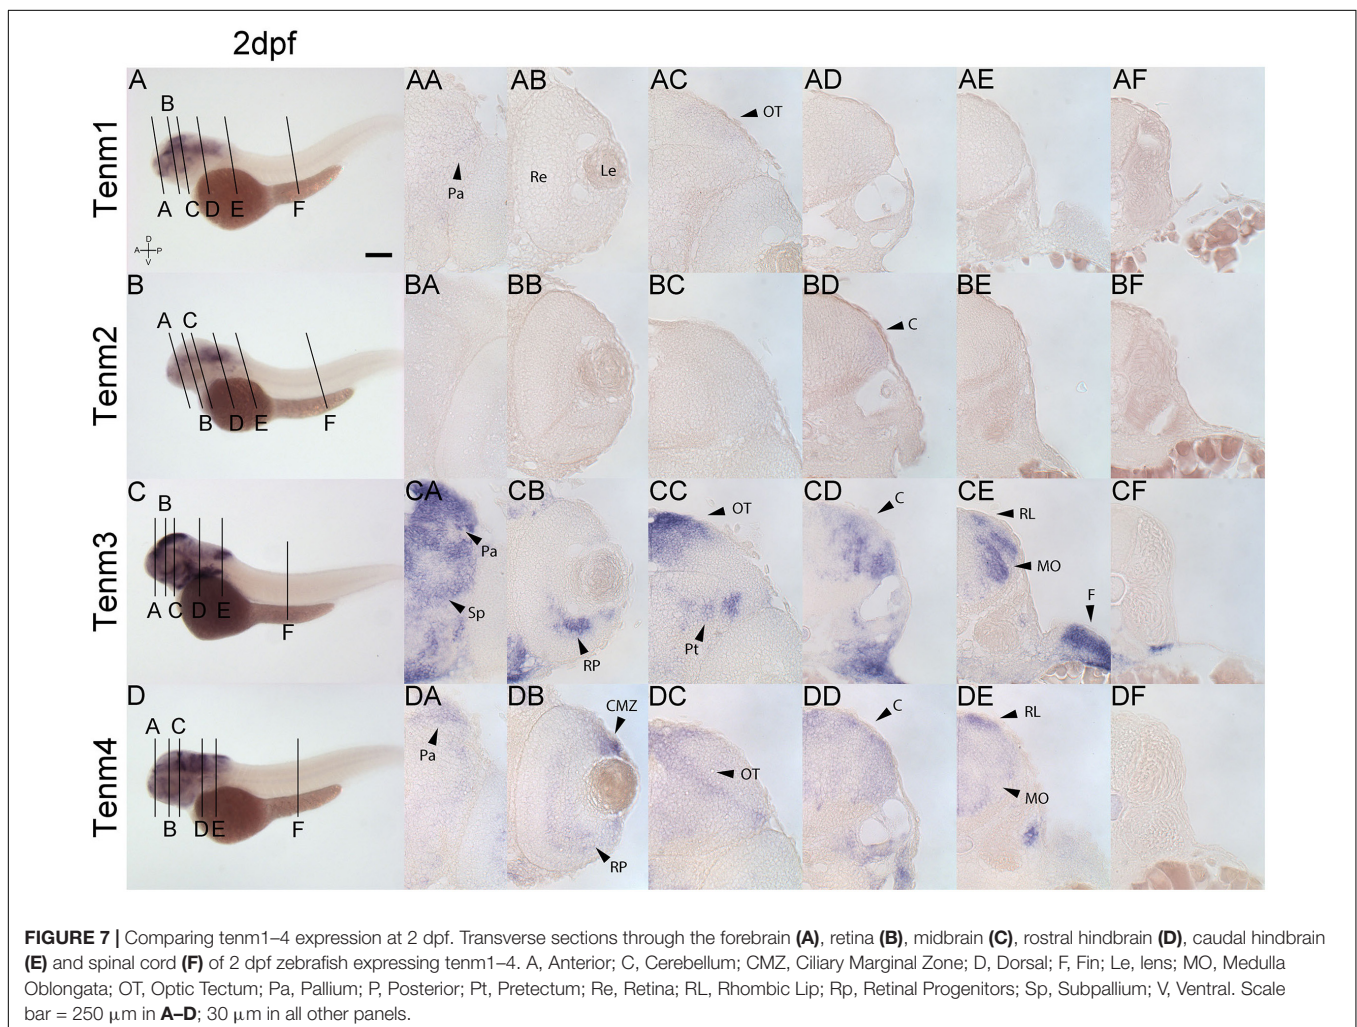 2dpf
Tenm1
A
B
A C D E F
D
A P
V
AA
Pa
AB
Re Le
AC
OT
AD
AE
AF
Tenm2
B
A C
B D E F
BA
BB
BC
BD
C
BE
BF
Tenm3
C
B
A C D E
F
CA
Pa
Sp
CB
RP
CC
OT
Pt
CD
C
CE
RL
MO
F
CF
Tenm4
D
A C
B D E F
DA
Pa
DB
CMZ
RP
DC
OT
DD
C
DE
RL
MO
DF
FIGURE 7 | Comparing tenm1–4 expression at 2 dpf. Transverse sections through the forebrain (A), retina (B), midbrain (C), rostral hindbrain (D), caudal hindbrain
(E) and spinal cord (F) of 2 dpf zebrafish expressing tenm1–4. A, Anterior; C, Cerebellum; CMZ, Ciliary Marginal Zone; D, Dorsal; F, Fin; Le, lens; MO, Medulla
Oblongata; OT, Optic Tectum; Pa, Pallium; P, Posterior; Pt, Pretectum; Re, Retina; RL, Rhombic Lip; Rp, Retinal Progenitors; Sp, Subpallium; V, Ventral. Scale
bar = 250 μm in A–D; 30 μm in all other panels.